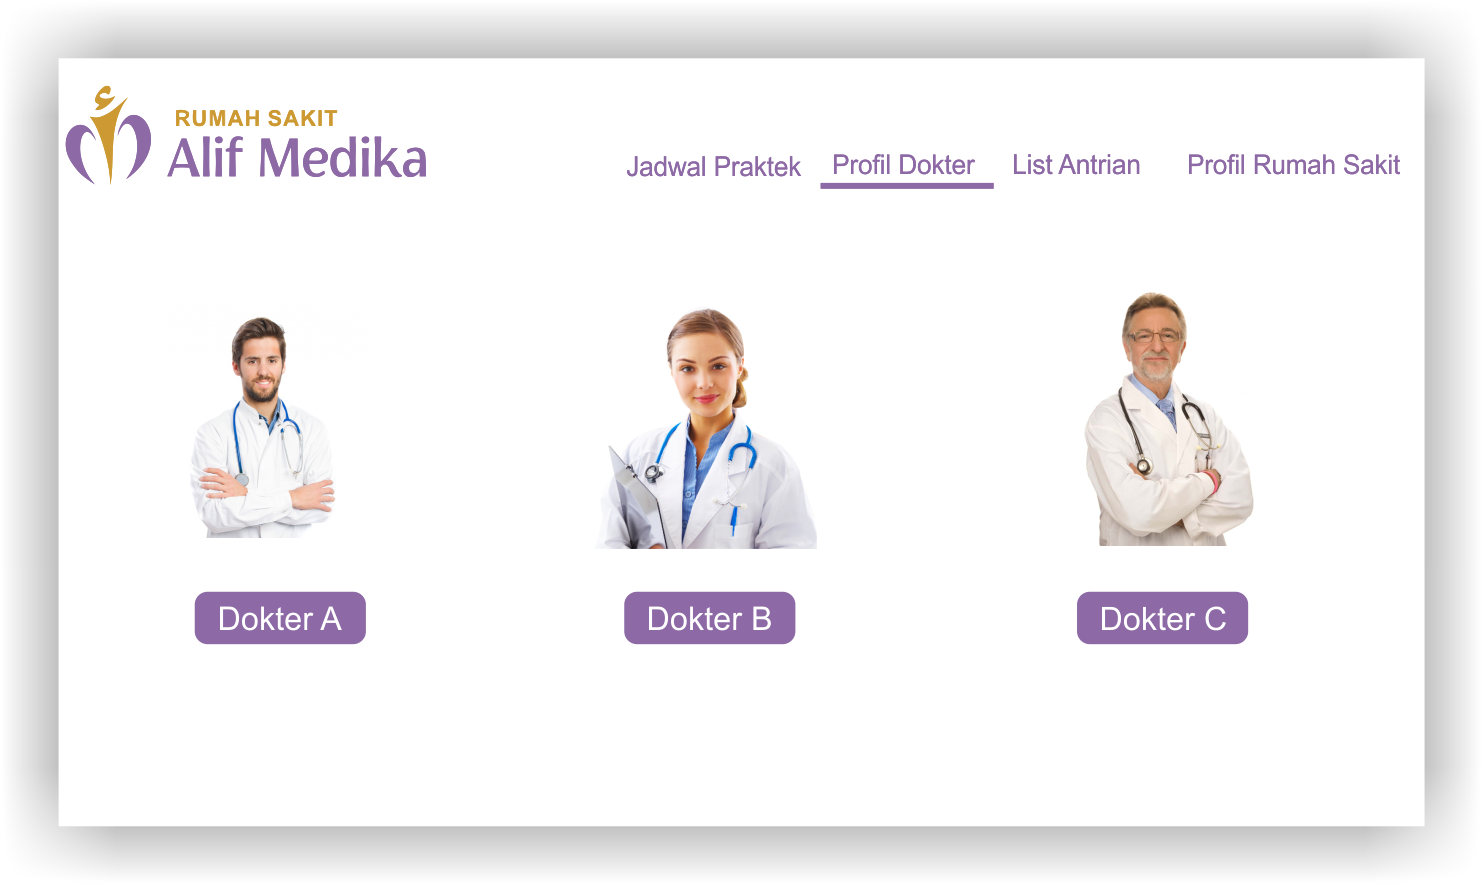 RUMAH SAKIT
Alif Medika
Jadwal Praktek
Profil Dokter
List Antrian
Profil Rumah Sakit
Dokter A
Dokter B
Dokter C